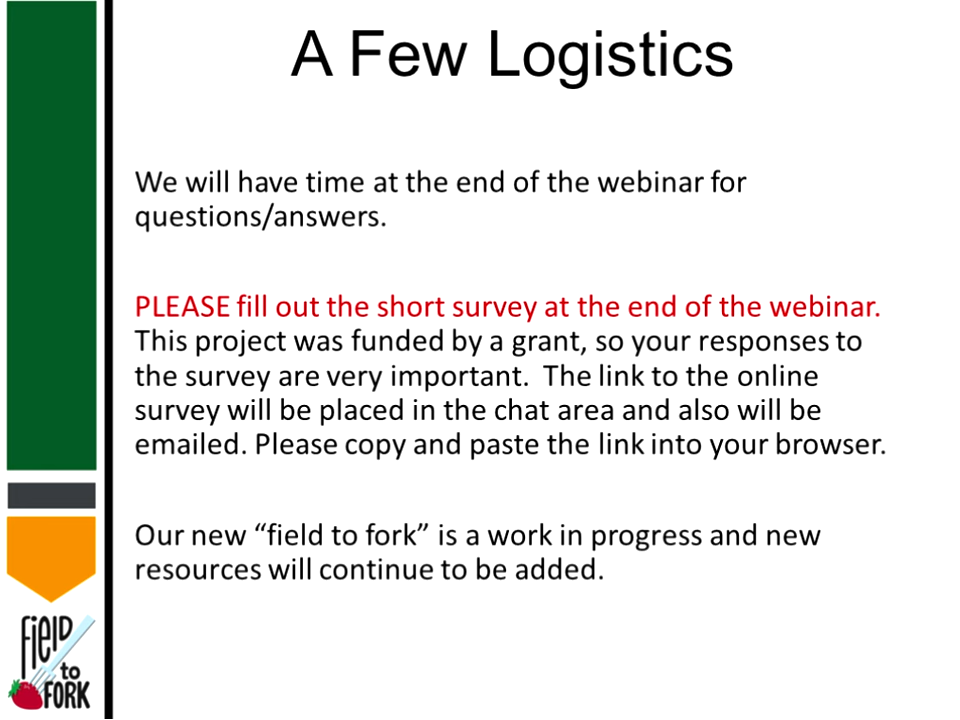 A Few Logistics
We will have time at the end of the webinar for
questions/answers.
PLEASE fill out the short survey at the end of the webinar.
This project was funded by a grant, so your responses to
the survey are very important.  The link to the online
survey will be placed in the chat area and also will be
emailed. Please copy and paste the link into your browser.
Our new “field to fork” is a work in progress and new
resources will continue to be added.
FiElD
to
FORK